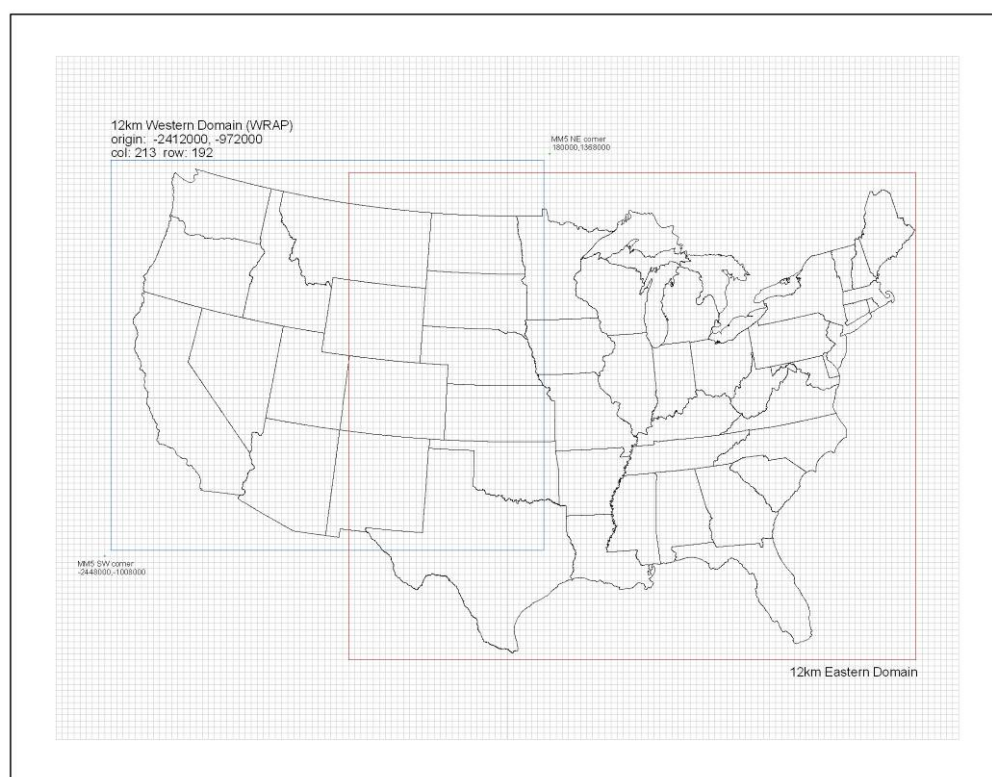 12km Western Domain (WRAP)
origin: -2412000, -972000
col: 213 row: 192
MM5 NE corner
180000,1368000
MM5 SW corner
-2448000,-1008000
12km Eastern Domain